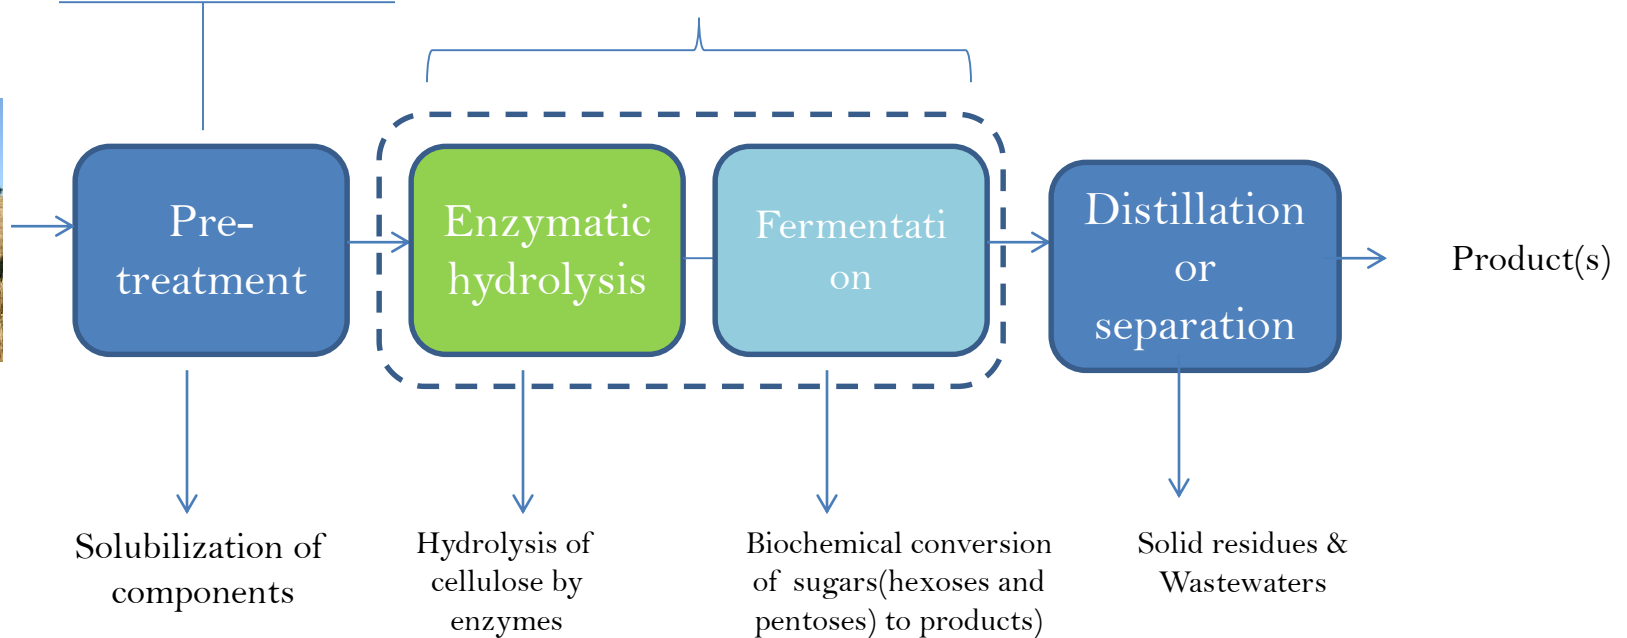 Pre-
treatment
Enzymatic
hydrolysis
Fermentati
on
Distillation
or
separation
Product(s)
Solubilization of
components
Hydrolysis of
cellulose by
enzymes
Biochemical conversion
of sugars(hexoses and
pentoses) to products)
Solid residues &
Wastewaters